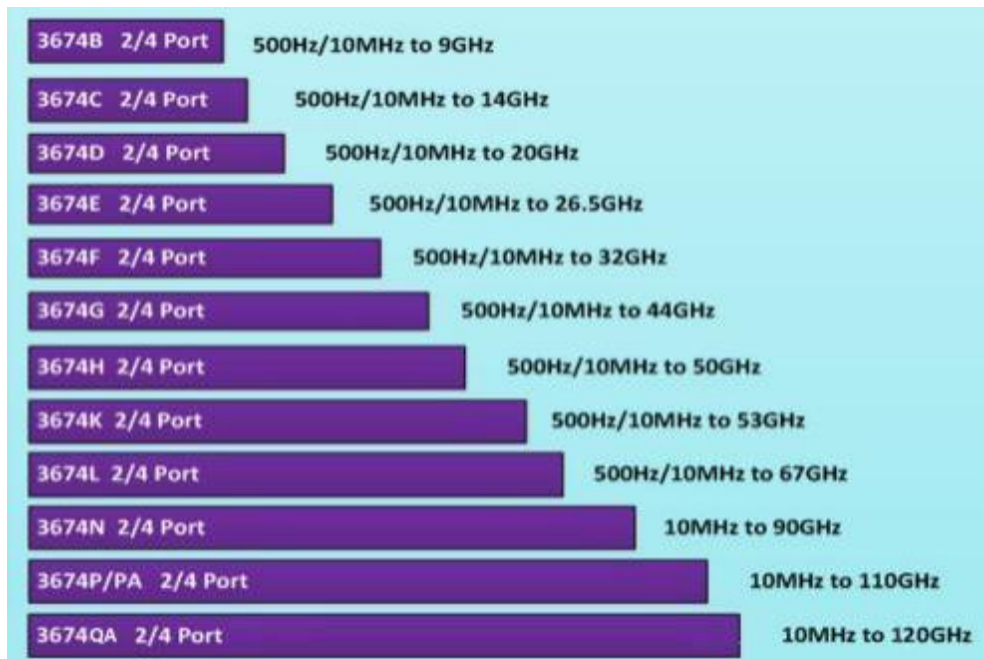 3674B 2/4 Port 500Hz/10MHz to 9GHz
3674C 2/4 Port 500Hz/10MHz to 14GHz
3674D 2/4 Port 500Hz/10MHz to 20GHz
3674E 2/4 Port 500Hz/10MHz to 26.5GHz
3674F 2/4 Port 500Hz/10MHz to 32GHz
3674G 2/4 Port 500Hz/10MHz to 44GHz
3674H 2/4 Port 500Hz/10MHz to 50GHz
3674K 2/4 Port 500Hz/10MHz to 53GHz
3674L 2/4 Port 500Hz/10MHz to 67GHz
3674N 2/4 Port 10MHz to 90GHz
3674P/PA 2/4 Port 10MHz to 110GHz
3674QA 2/4 Port 10MHz to 120GHz